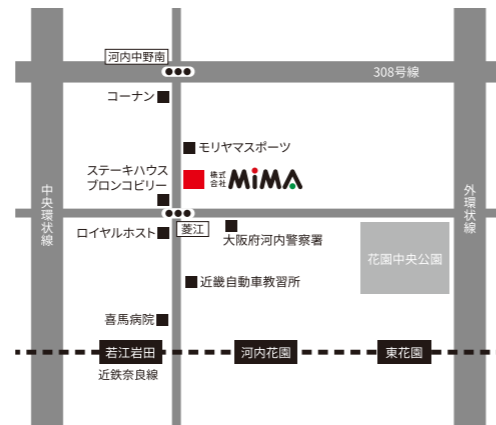 河内中野南
308号線
コーナン
モリヤマスポーツ
ステーキハウス
ブロンコビリー
株式
会社
MiMA
中央環状線
外環状線
ロイヤルホスト
菱江
大阪府河内警察署
花園中央公園
近畿自動車教習所
喜馬病院
若江岩田
河内花園
東花園
近鉄奈良線